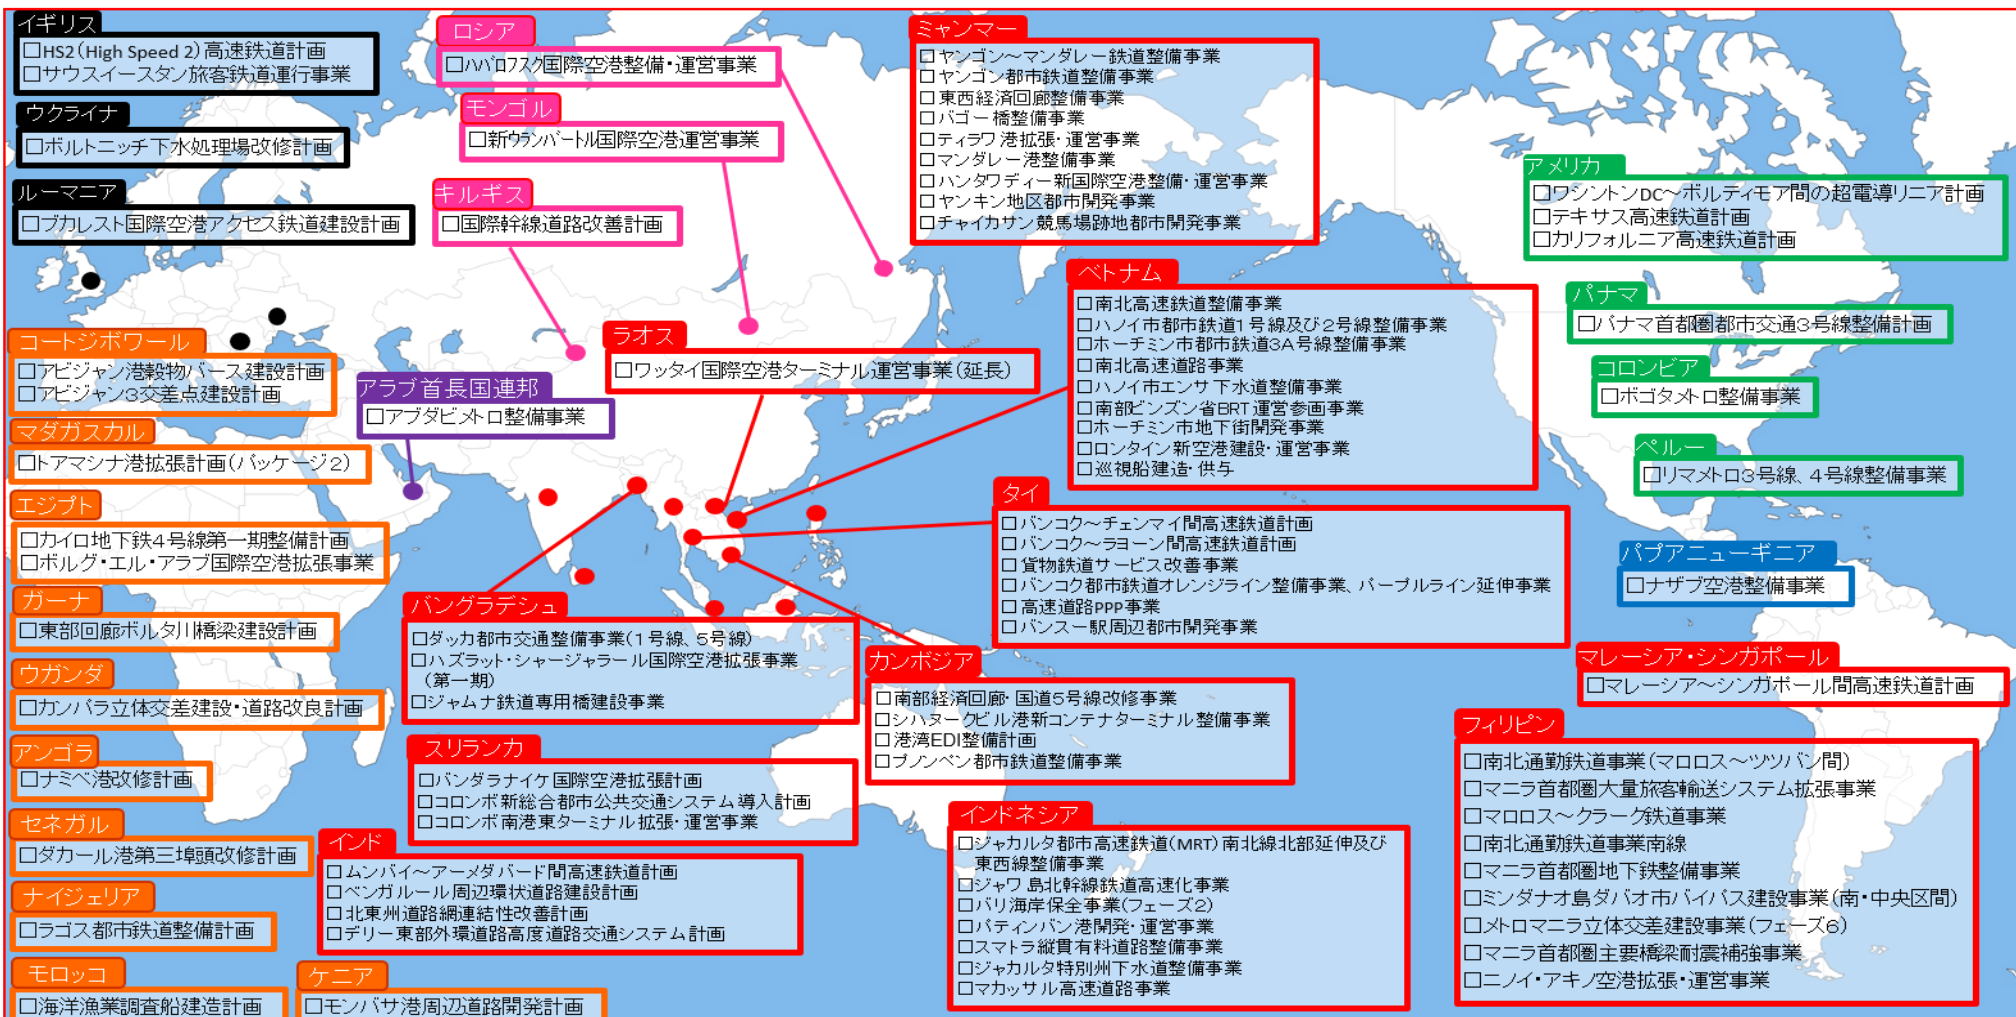 イギリス
□HS2(High Speed 2)高速鉄道計画
□サウスイースタン旅客鉄道運行事業
ウクライナ
□ボルトニッチ下水処理場改修計画
ルーマニア
□ブカレスト国際空港アクセス鉄道建設計画
ロシア
□ハバロフスク国際空港整備・運営事業
モンゴル
□新ウランバートル国際空港運営事業
キルギス
□国際幹線道路改善計画
ミャンマー
□ヤンゴン～マンダレー鉄道整備事業
□ヤンゴン都市鉄道整備事業
□東西経済回廊整備事業
□バゴー橋整備事業
□ティラワ港拡張・運営事業
□マンダレー港整備事業
□ハンタワディー新国際空港整備・運営事業
□ヤンキン地区都市開発事業
□チャイカサン競馬場跡地都市開発事業
アメリカ
□ワシントンDC～ボルティモア間の超電導リニア計画
□テキサス高速鉄道計画
□カリフォルニア高速鉄道計画
パナマ
□パナマ首都圏都市交通3号線整備計画
コロンビア
□ボゴタメトロ整備事業
ペルー
□リマメトロ3号線、4号線整備事業
ベトナム
□南北高速鉄道整備事業
□ハノイ市都市鉄道1号線及び2号線整備事業
□ホーチミン市都市鉄道3A号線整備事業
□南北高速道路事業
□ハノイ市エンサ下水道整備事業
□南部ビンズン省BRT運営参画事業
□ホーチミン市地下街開発事業
□ロンタイン新空港建設・運営事業
□巡視船建造・供与
ラオス
□ワッタイ国際空港ターミナル運営事業(延長)
アラブ首長国連邦
□アブダビメトロ整備事業
コートジボワール
□アビジャン港穀物バース建設計画
□アビジャン3交差点建設計画
マダガスカル
□トアマシナ港拡張計画(パッケージ2)
エジプト
□カイロ地下鉄4号線第一期整備計画
□ボルグ・エル・アラブ国際空港拡張事業
ガーナ
□東部回廊ボルタ川橋梁建設計画
ウガンダ
□カンパラ立体交差建設・道路改良計画
アンゴラ
□ナミベ港改修計画
セネガル
□ダカール港第三埠頭改修計画
ナイジェリア
□ラゴス都市鉄道整備計画
モロッコ
□海洋漁業調査船建造計画
ケニア
□モンバサ港周辺道路開発計画
タイ
□バンコク～チェンマイ間高速鉄道計画
□バンコク～ラヨーン間高速鉄道計画
□貨物鉄道サービス改善事業
□バンコク都市鉄道オレンジライン整備事業、パープルライン延伸事業
□高速道路PPP事業
□バンスー駅周辺都市開発事業
パプアニューギニア
□ナザブ空港整備事業
バングラデシュ
□ダッカ都市交通整備事業(1号線、5号線)
□ハズラット・シャージャラール国際空港拡張事業
(第一期)
□ジャムナ鉄道専用橋建設事業
カンボジア
□南部経済回廊・国道5号線改修事業
□シハヌークビル港新コンテナターミナル整備事業
□港湾EDI整備計画
□プノンペン都市鉄道整備事業
マレーシア・シンガポール
□マレーシア～シンガポール間高速鉄道計画
スリランカ
□バンダラナイケ国際空港拡張計画
□コロンボ新総合都市公共交通システム導入計画
□コロンボ南港東ターミナル拡張・運営事業
インド
□ムンバイ～アーメダバード間高速鉄道計画
□ベンガルール周辺環状道路建設計画
□北東州道路網連結性改善計画
□デリー東部外環道路高度道路交通システム計画
インドネシア
□ジャカルタ都市高速鉄道(MRT)南北線北部延伸及び
東西線整備事業
□ジャワ島北幹線鉄道高速化事業
□バリ海岸保全事業(フェーズ2)
□パティンバン港開発・運営事業
□スマトラ縦貫有料道路整備事業
□ジャカルタ特別州下水道整備事業
□マカッサル高速道路事業
フィリピン
□南北通勤鉄道事業(マロロス～ツツバン間)
□マニラ首都圏大量旅客輸送システム拡張事業
□マロロス～クラーク鉄道事業
□南北通勤鉄道事業南線
□マニラ首都圏地下鉄整備事業
□ミンダナオ島ダバオ市バイパス建設事業(南・中央区間)
□メトロマニラ立体交差建設事業(フェーズ6)
□マニラ首都圏主要橋梁耐震補強事業
□ニノイ・アキノ空港拡張・運営事業